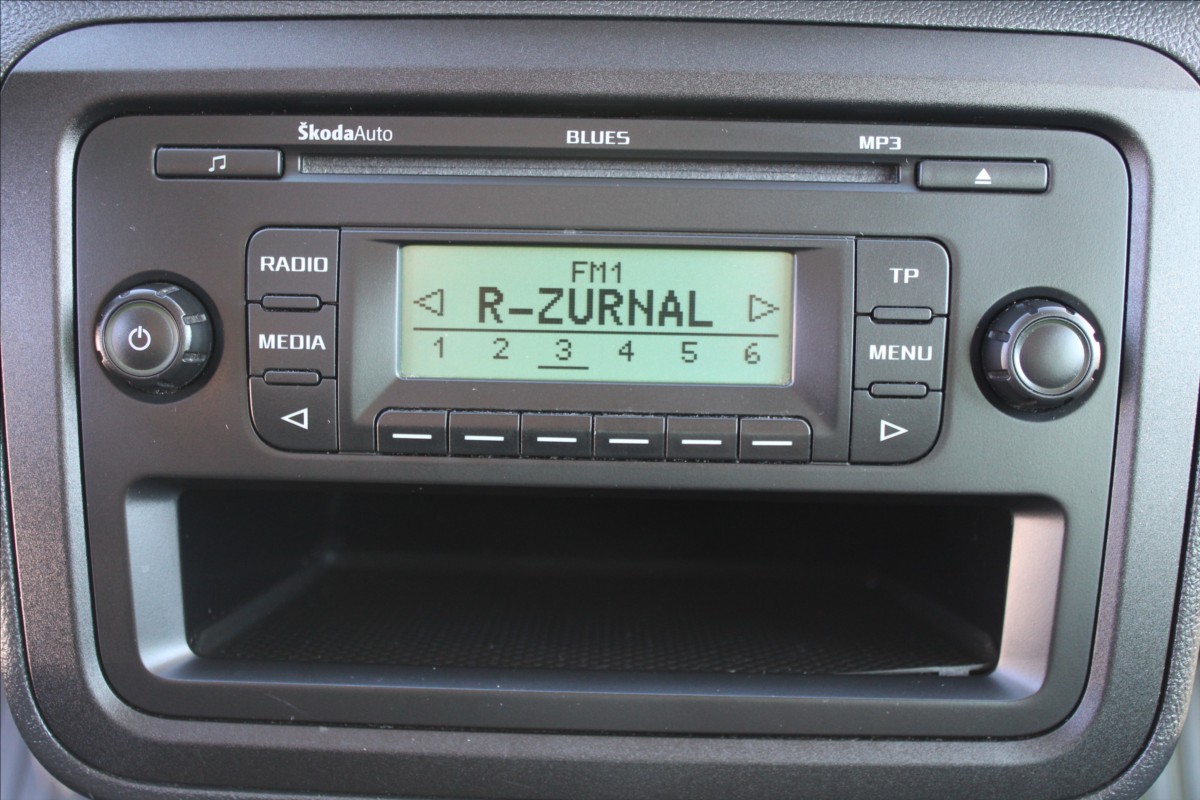 ŠkodaAuto
BLUES
MP3
RADIO
MEDIA
FM1
R-ZURNAL
1 2 3 4 5 6
TP
MENU